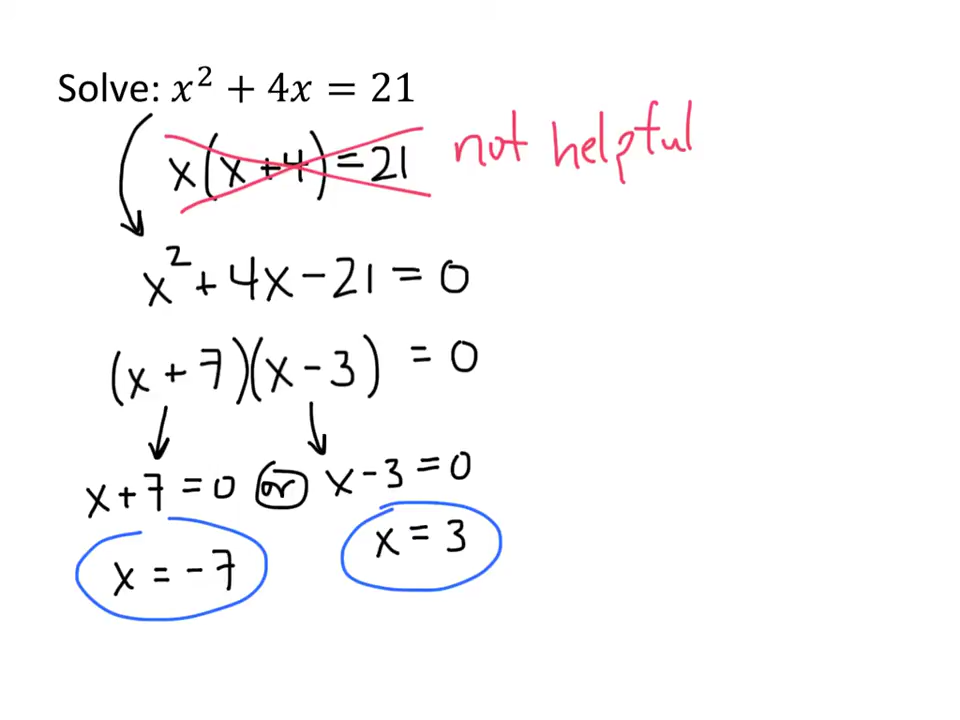 Solve: x² + 4x = 21
x(x+4)=21 not helpful
x²+4x-21=0
(x+7)(x-3) = 0
x+7=0 or x-3=0
x=-7 x=3